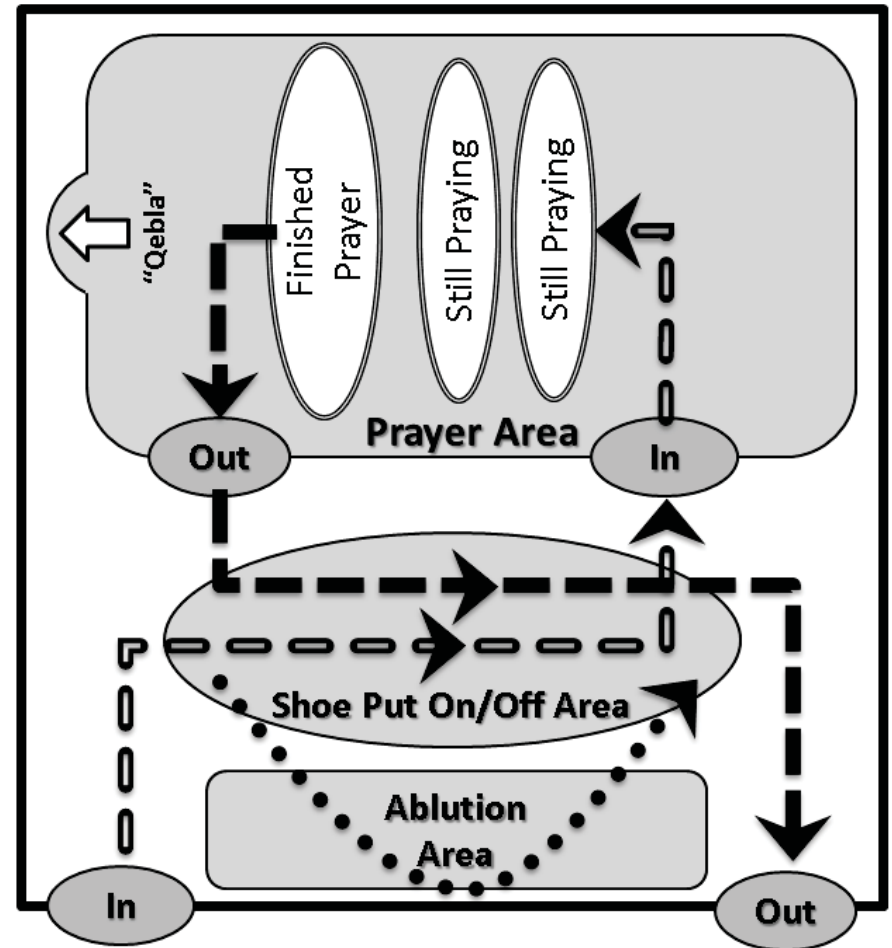 “Qebla”
Finished
Prayer
Still Praying
Still Praying
Prayer Area
Out
In
Shoe Put On/Off Area
Ablution
Area
In
Out